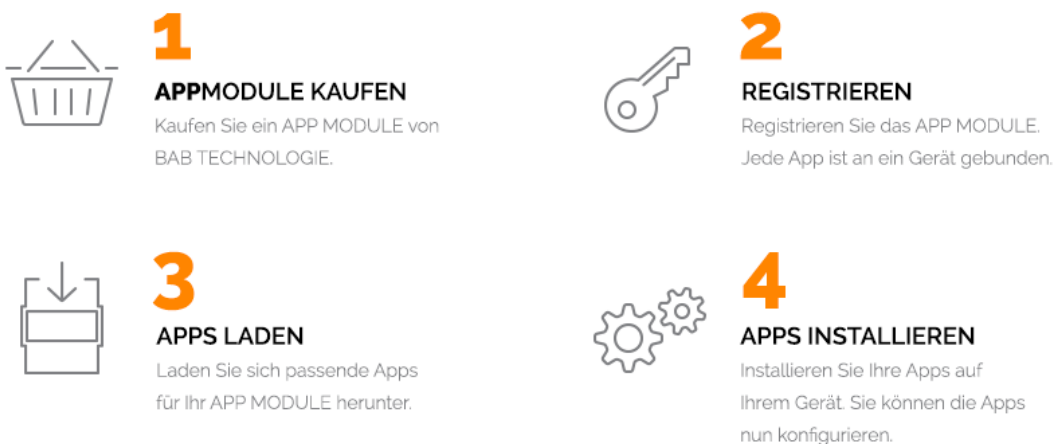 1
APPMODULE KAUFEN
Kaufen Sie ein APP MODULE von
BAB TECHNOLOGIE.
2
REGISTRIEREN
Registrieren Sie das APP MODULE.
Jede App ist an ein Gerät gebunden.
3
APPS LADEN
Laden Sie sich passende Apps
für Ihr APP MODULE herunter.
4
APPS INSTALLIEREN
Installieren Sie Ihre Apps auf
Ihrem Gerät. Sie können die Apps
nun konfigurieren.